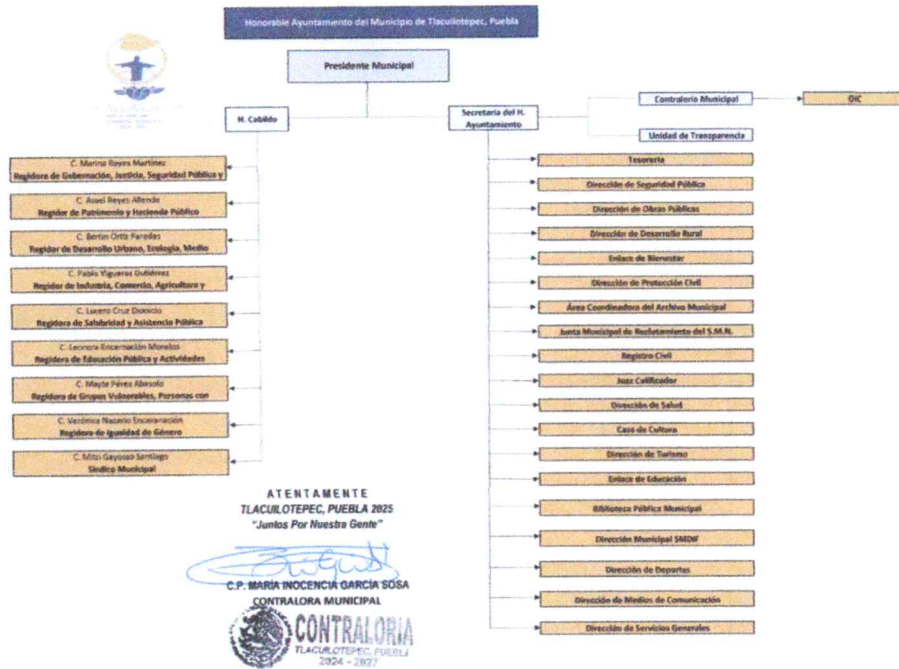 Honorable Ayuntamiento del Municipio de Tlacuilotepec, Puebla
Presidente Municipal
H. Cabildo
Secretaria del H.
Ayuntamiento
Contraloría Municipal
OIC
Unidad de Transparencia
C. Marina Reyes Martínez
Regidora de Gobernación, Justicia, Seguridad Pública y
C. Assel Reyes Allende
Regidor de Patrimonio y Hacienda Público
C. Bertin Ortiz Paredes
Regidor de Desarrollo Urbano, Ecología, Medio
C. Pablo Vigueras Gutiérrez
Regidor de Industria, Comercio, Agricultura y
C. Lucero Cruz Dionicio
Regidora de Salubridad y Asistencia Pública
C. Leonora Encarnación Morelos
Regidora de Educación Pública y Actividades
C. Mayte Pérez
Regidora de Grupos Vulnerables, Personas con
C. Verónica Nazario Encarnación
Regidora de Igualdad de Género
C. Mitzi Gayosso Santiago
Síndico Municipal
Tesorería
Dirección de Seguridad Pública
Dirección de Obras Públicas
Dirección de Desarrollo Rural
Enlace de Bienestar
Dirección de Protección Civil
Área Coordinadora del Archivo Municipal
Junta Municipal de Reclutamiento del S.M.N.
Registro Civil
Juez Calificador
Dirección de Salud
Casa de Cultura
Dirección de Turismo
Enlace de Educación
Biblioteca Pública Municipal
Dirección Municipal SMDIF
Dirección de Deportes
Dirección de Medios de Comunicación
Dirección de Servicios Generales
ATENTAMENTE
TLACUILOTEPEC, PUEBLA 2025
"Juntos Por Nuestra Gente"
C.P. MARÍA INOCENCIA GARCÍA SOSA
CONTRALORA MUNICIPAL
CONTRALORIA
TLACUILOTEPEC, PUEBLA
2024 - 2027